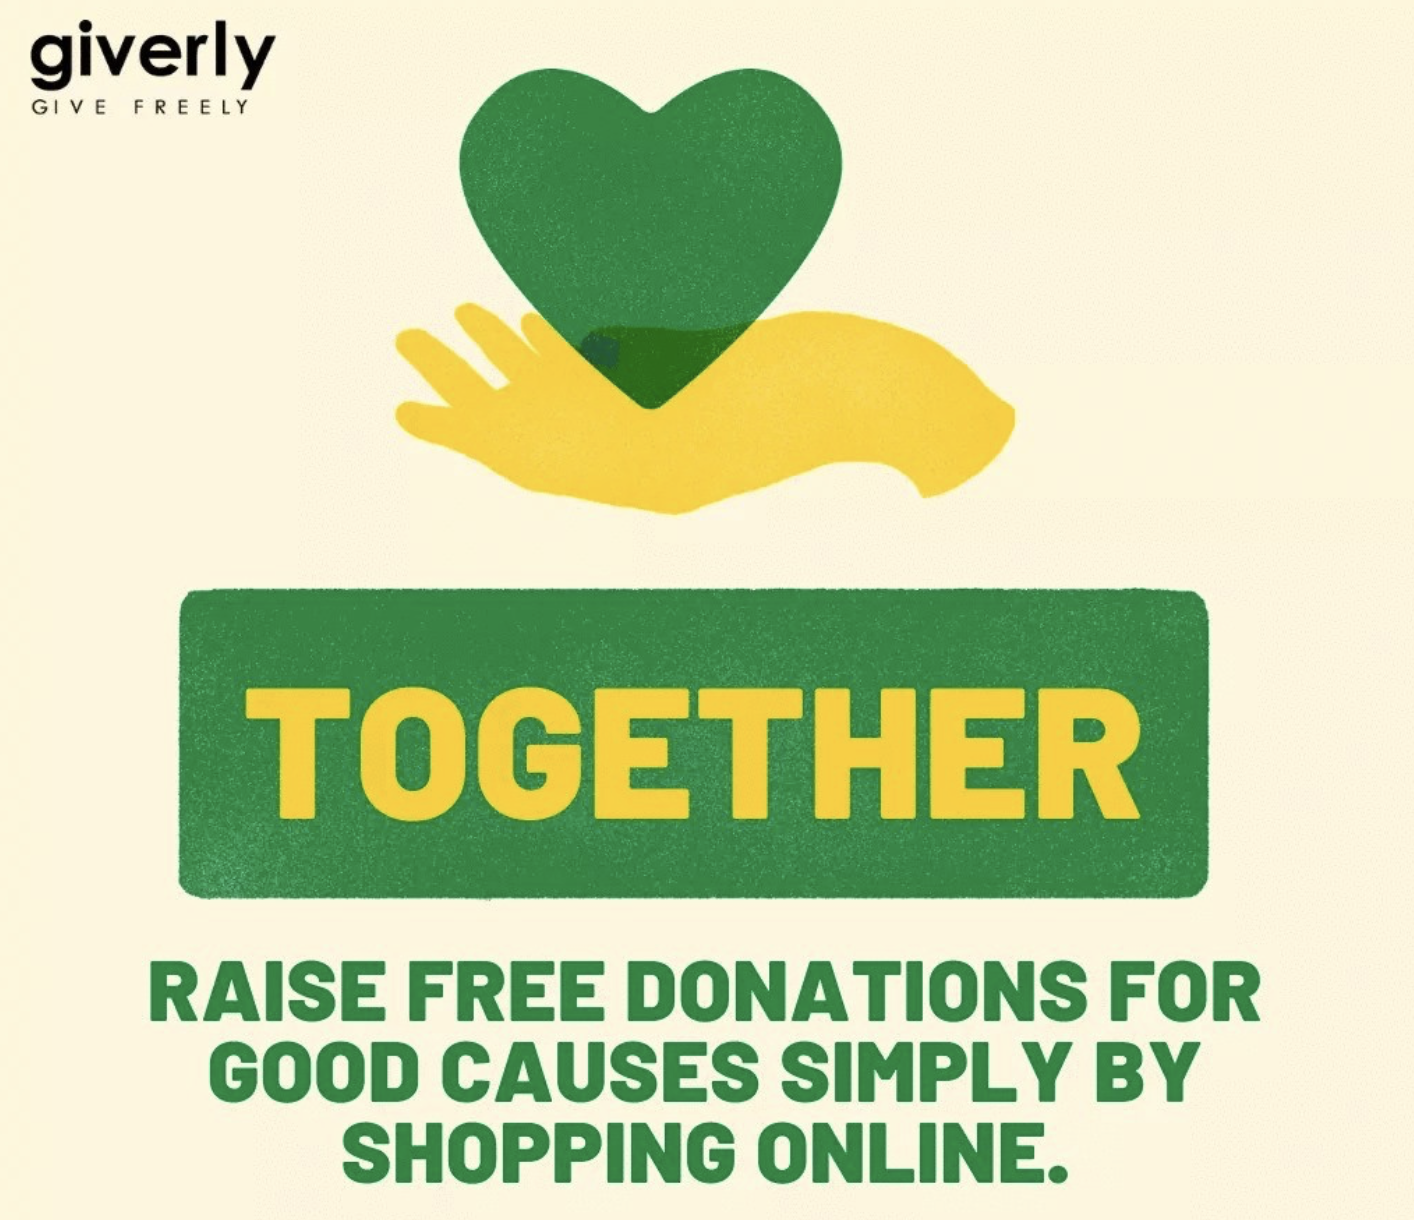 giverly
GIVE FREELY
TOGETHER
RAISE FREE DONATIONS FOR
GOOD CAUSES SIMPLY BY
SHOPPING ONLINE.